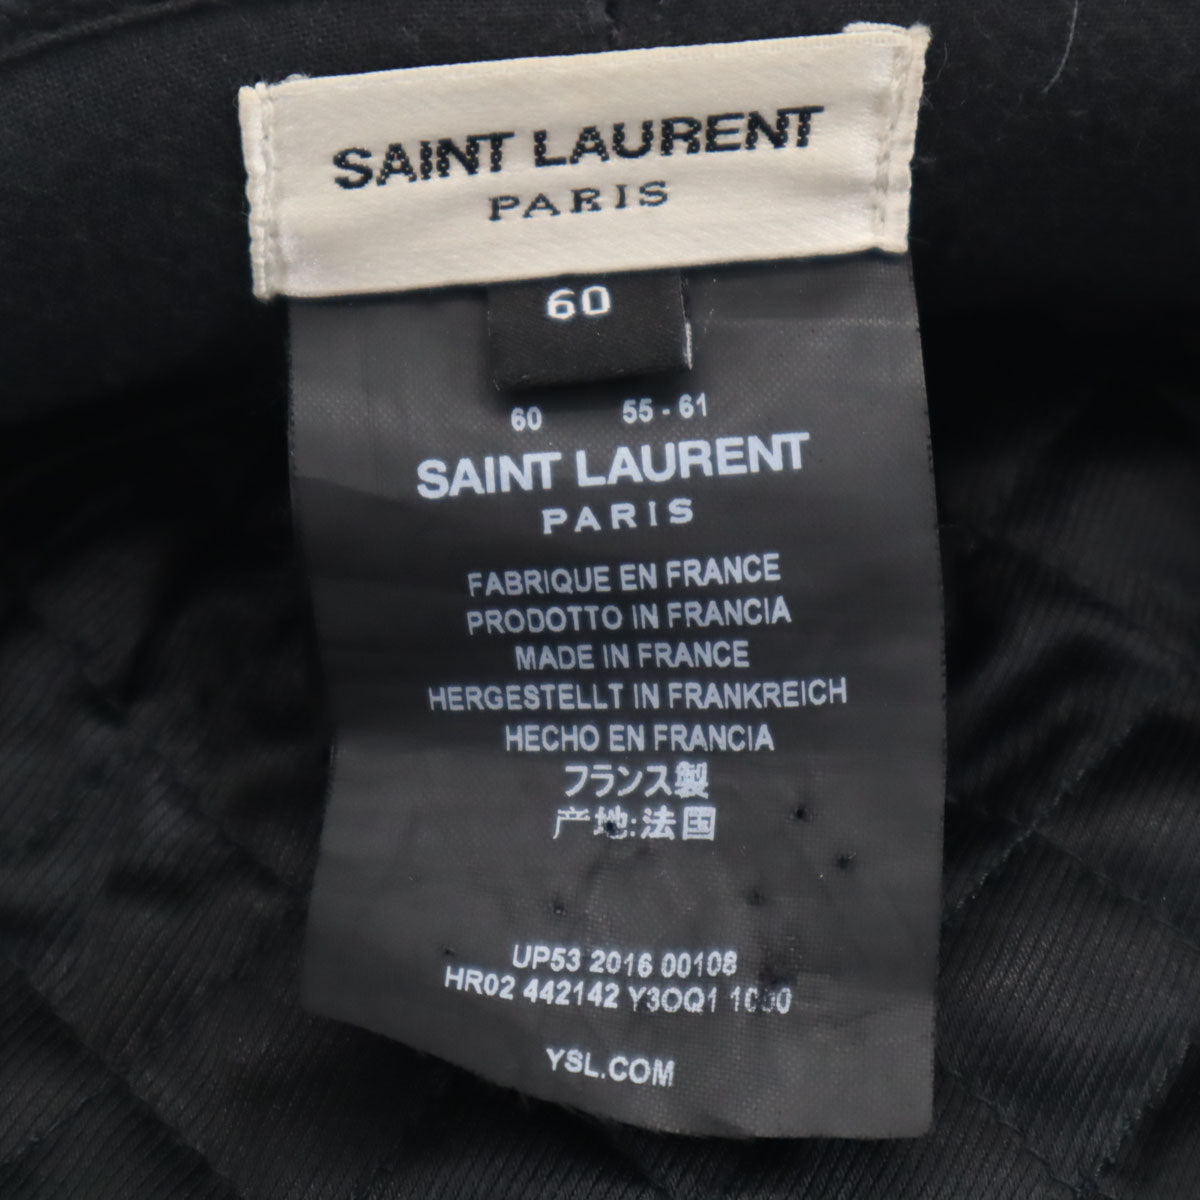 SAINT LAURENT
PARIS
60
60 55-61
SAINT LAURENT
PARIS
FABRIQUE EN FRANCE
PRODOTTO IN FRANCIA
MADE IN FRANCE
HERGESTELLT IN FRANKREICH
HECHO EN FRANCIA
フランス製
产地:法国
UP53 2016 00108
HR02 442142 Y3OQ1 1000
YSL.COM